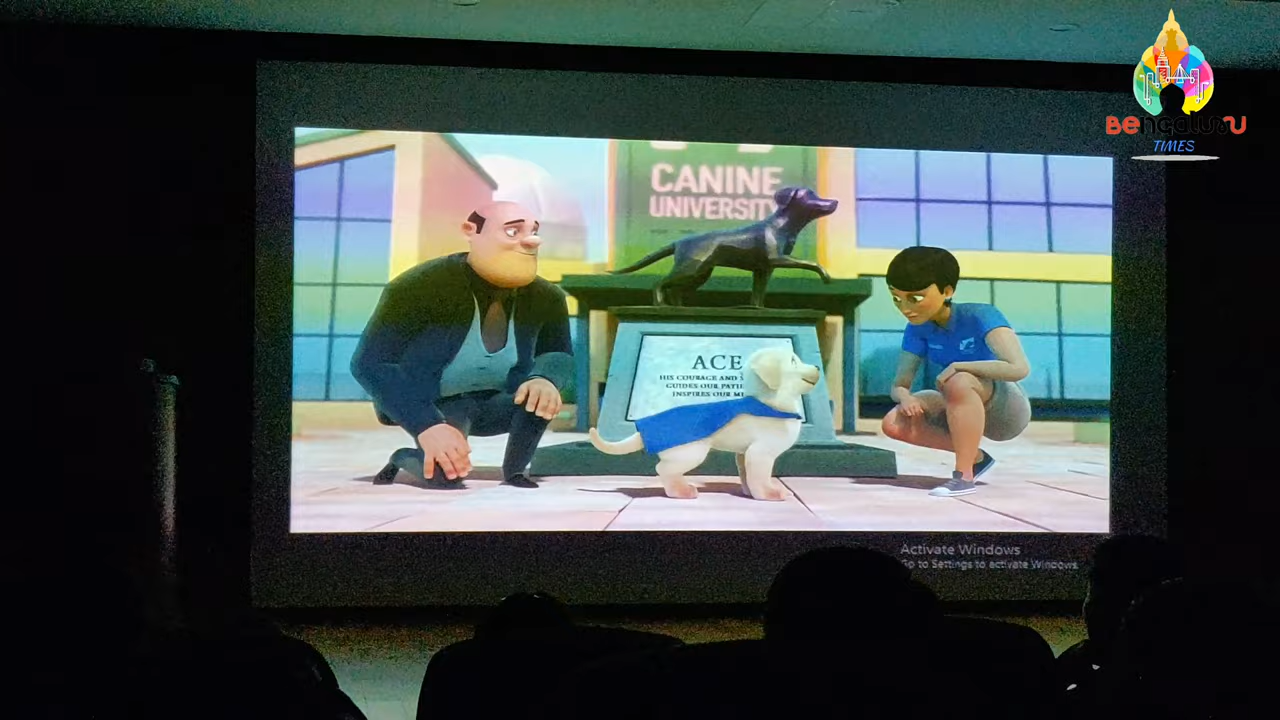 BENGALURU
TIMES
CANINE
UNIVERSITY
ACE
HIS COURAGE AND
GUIDES OUR
INSPIRES OUR
Activate Windows
Go to Settings to activate Windows.